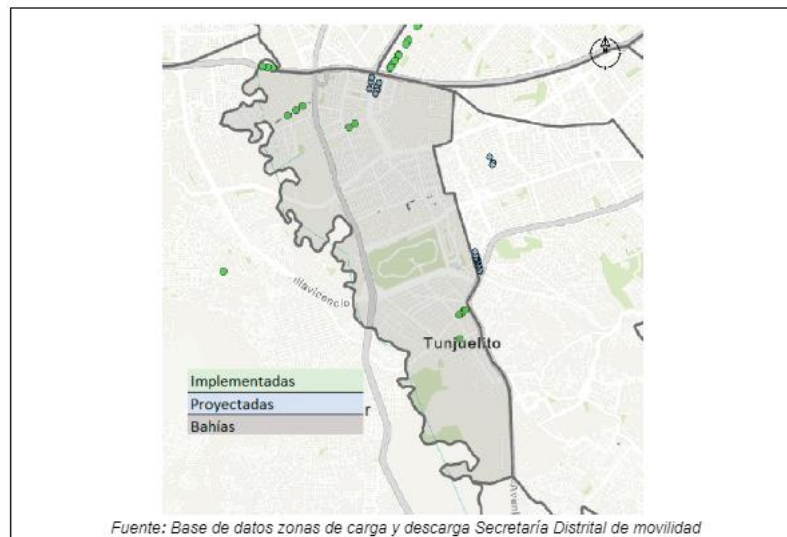 Tunjuelito
Implementadas
Proyectadas
r
Bahías
Fuente: Base de datos zonas de carga y descarga Secretaría Distrital de movilidad